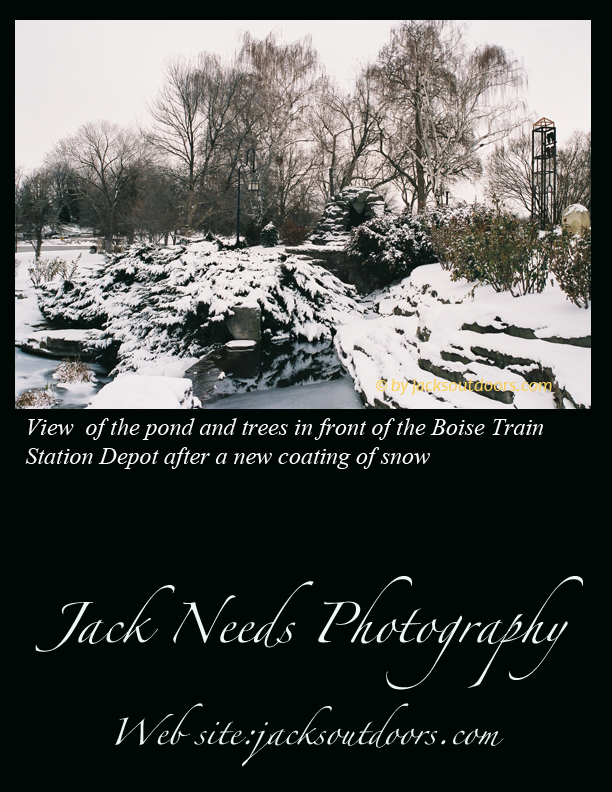 © by jacksoutdoors.com
View  of the pond and trees in front of the Boise Train
Station Depot after a new coating of snow
Jack Needs Photography
Web site:jacksoutdoors.com